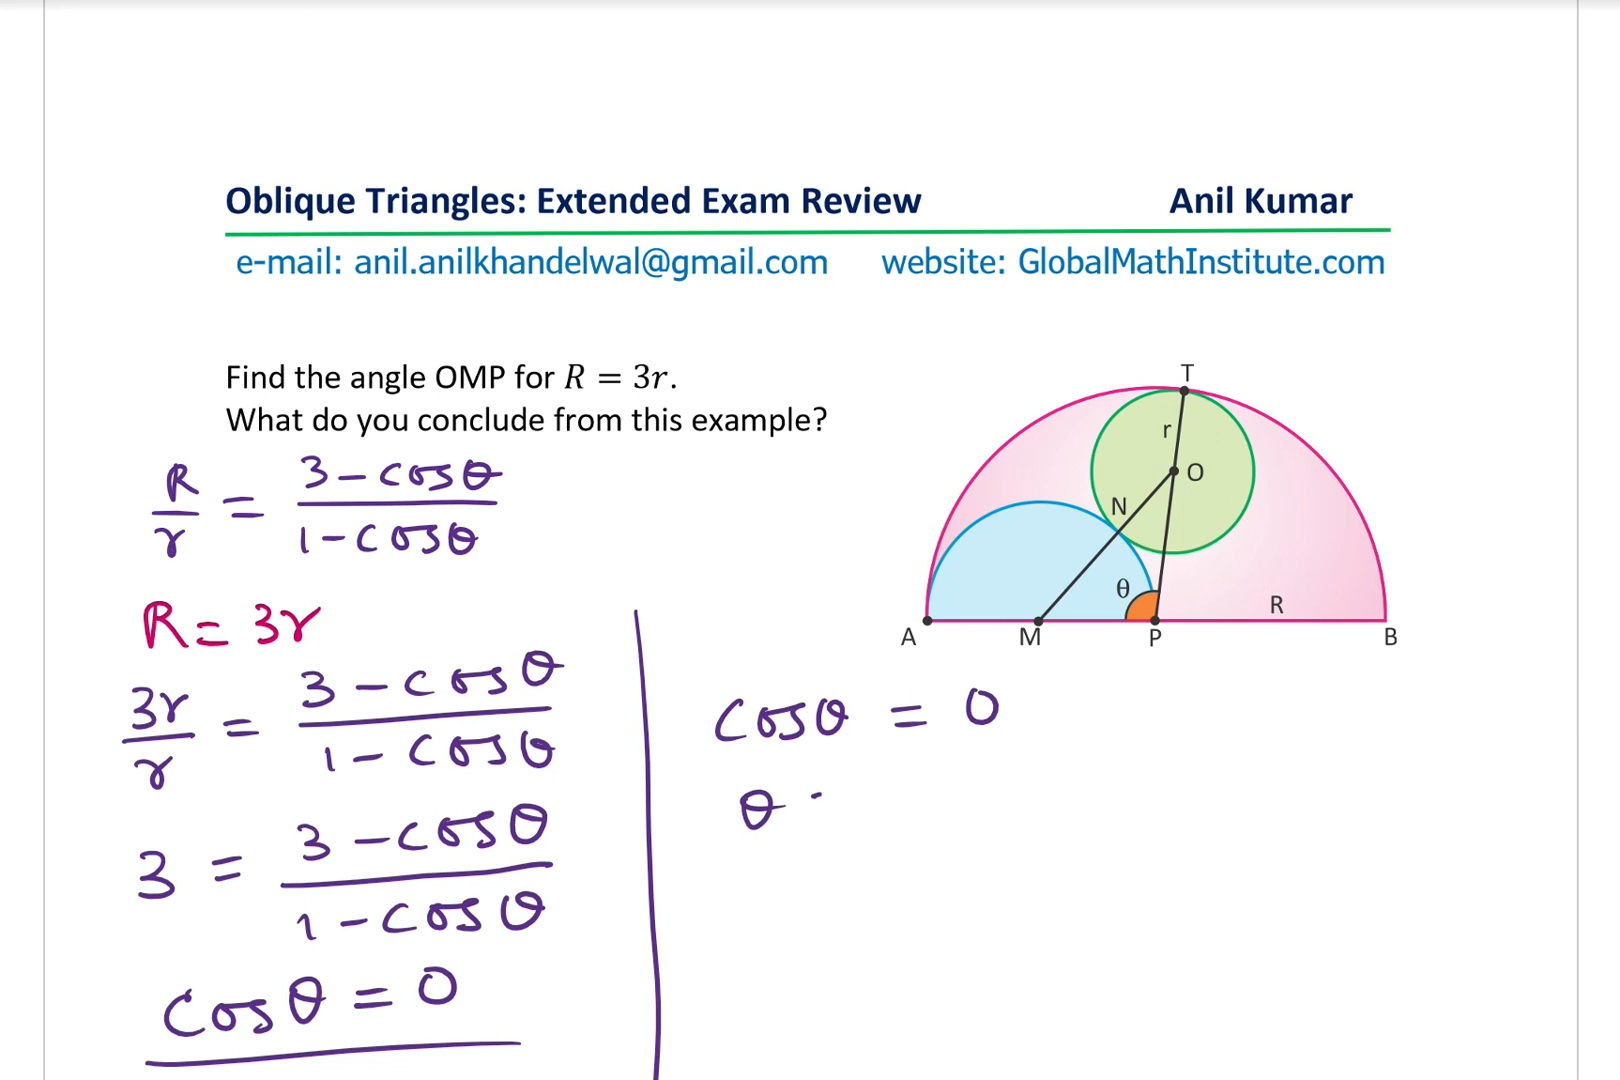 Oblique Triangles: Extended Exam Review Anil Kumar
e-mail: anil.anilkhandelwal@gmail.com website: GlobalMathInstitute.com
Find the angle OMP for R = 3r.
What do you conclude from this example?
R/r = (3 - cosθ)/(1 - cosθ)
R = 3r
3r/r = (3 - cosθ)/(1 - cosθ)
3 = (3 - cosθ)/(1 - cosθ)
cosθ = 0
cosθ = 0
θ -
T
r
O
N
θ
R
A M P B